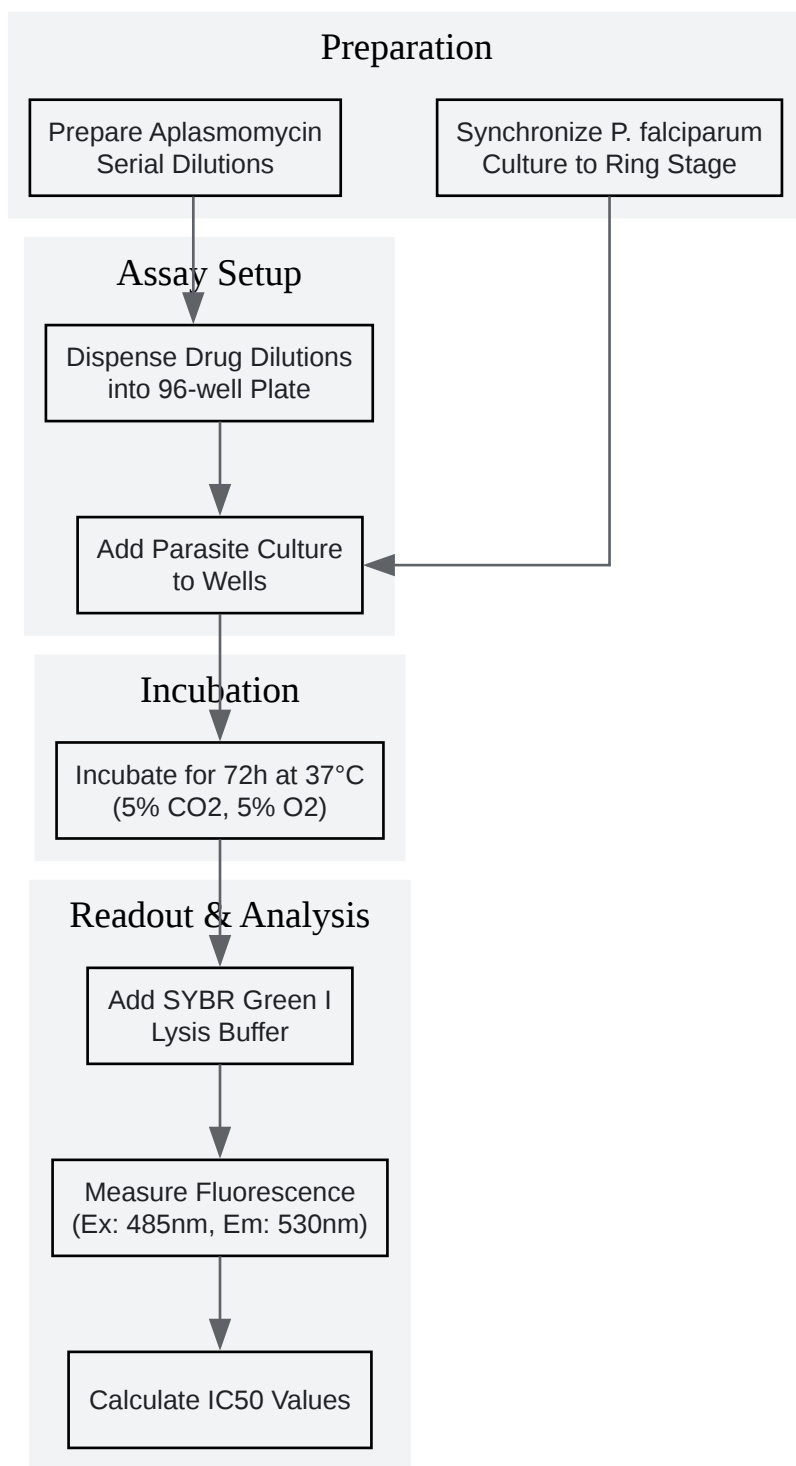 Preparation
Prepare Aplasmomycin
Serial Dilutions
Synchronize P. falciparum
Culture to Ring Stage
Assay Setup
Dispense Drug Dilutions
into 96-well Plate
Add Parasite Culture
to Wells
Incubation
Incubate for 72h at 37°C
(5% CO2, 5% O2)
Readout & Analysis
Add SYBR Green I
Lysis Buffer
Measure Fluorescence
(Ex: 485nm, Em: 530nm)
Calculate IC50 Values